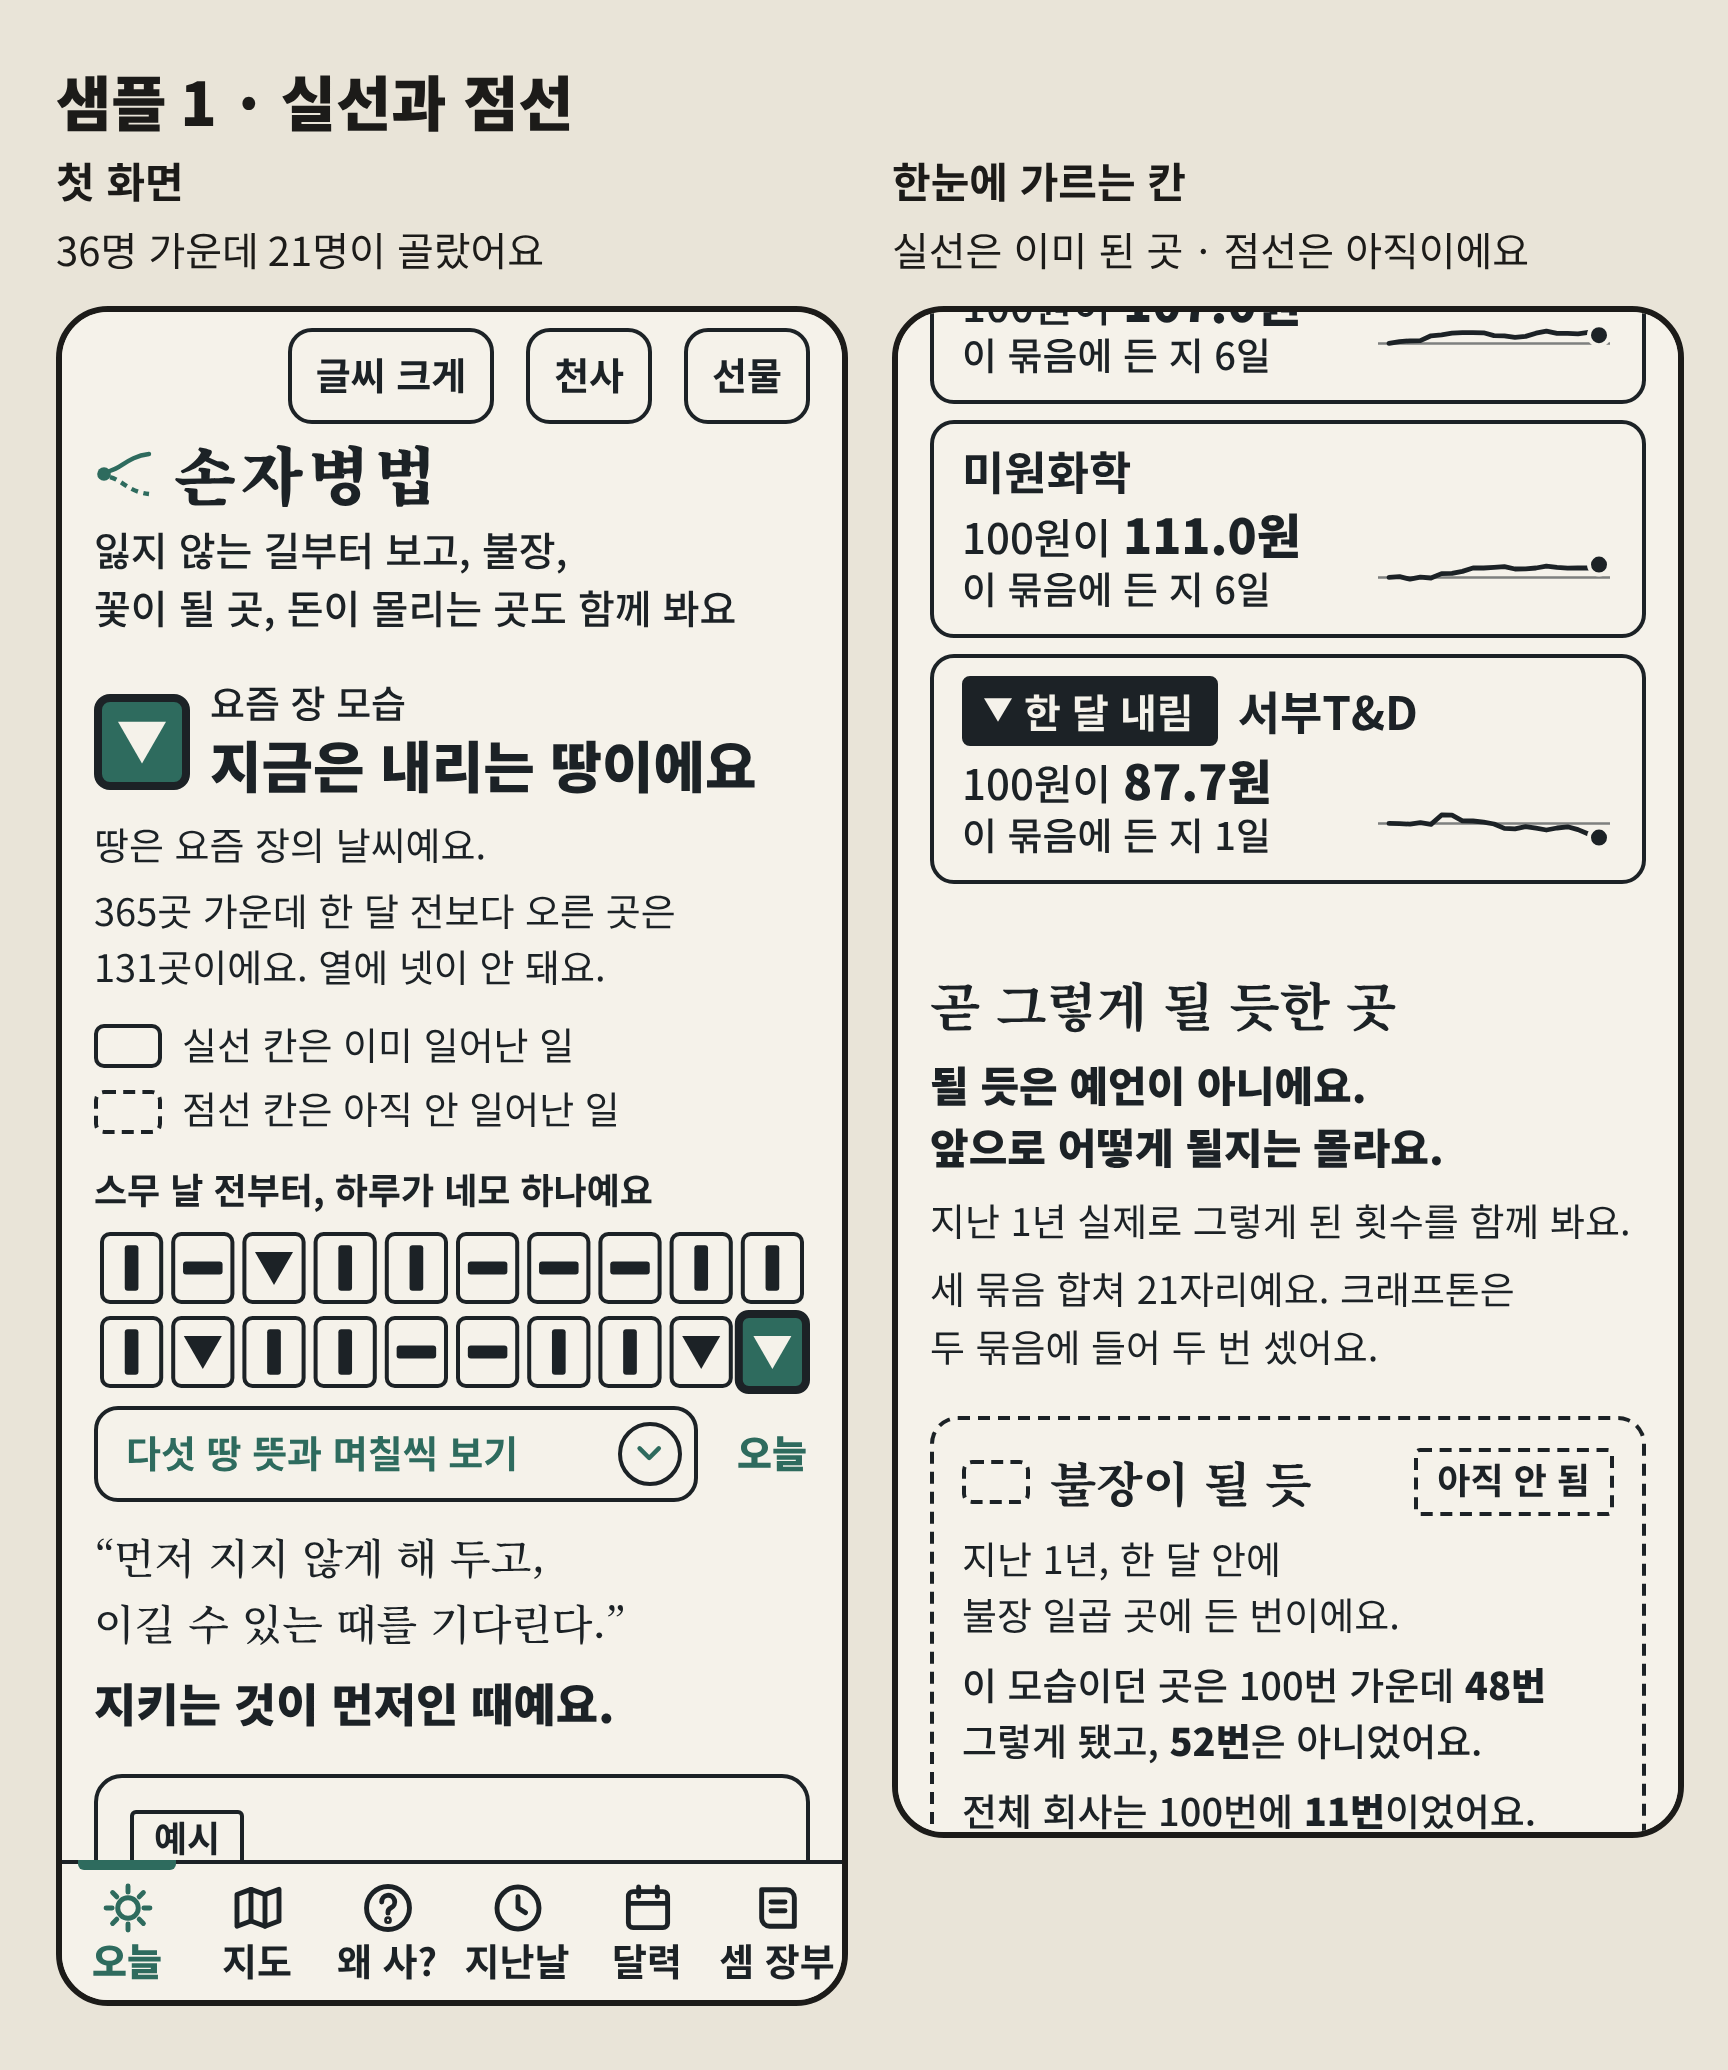 샘플 1 · 실선과 점선
첫 화면
36명 가운데 21명이 골랐어요
글씨 크게
천사
선물
손자병법
잃지 않는 길부터 보고, 불장,
꽃이 될 곳, 돈이 몰리는 곳도 함께 봐요
요즘 장 모습
지금은 내리는 땅이에요
땅은 요즘 장의 날씨예요.
365곳 가운데 한 달 전보다 오른 곳은
131곳이에요. 열에 넷이 안 돼요.
실선 칸은 이미 일어난 일
점선 칸은 아직 안 일어난 일
스무 날 전부터, 하루가 네모 하나예요
다섯 땅 뜻과 며칠씩 보기
오늘
“먼저 지지 않게 해 두고,
이길 수 있는 때를 기다린다.”
지키는 것이 먼저인 때예요.
예시
오늘
지도
왜 사?
지난날
달력
셈 장부
한눈에 가르는 칸
실선은 이미 된 곳 · 점선은 아직이에요
100원이
이 묶음에 든 지 6일
미원화학
100원이 111.0원
이 묶음에 든 지 6일
▼ 한 달 내림 서부T&D
100원이 87.7원
이 묶음에 든 지 1일
곧 그렇게 될 듯한 곳
될 듯은 예언이 아니에요.
앞으로 어떻게 될지는 몰라요.
지난 1년 실제로 그렇게 된 횟수를 함께 봐요.
세 묶음 합쳐 21자리예요. 크래프톤은
두 묶음에 들어 두 번 셌어요.
불장이 될 듯
아직 안 됨
지난 1년, 한 달 안에
불장 일곱 곳에 든 번이에요.
이 모습이던 곳은 100번 가운데 48번
그렇게 됐고, 52번은 아니었어요.
전체 회사는 100번에 11번이었어요.